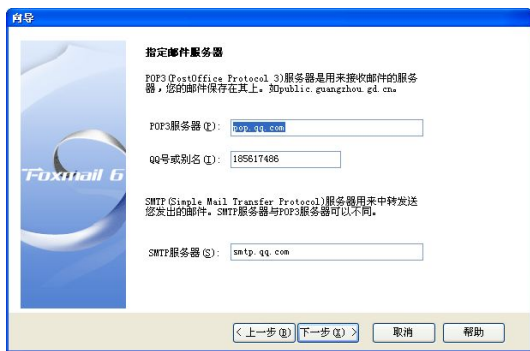 向导
指定邮件服务器
POP3(PostOffice Protocol 3)服务器是用来接收邮件的服务
器，您的邮件保存在其上。如public.guangzhou.gd.cn。
POP3服务器(P): pop.qq.com
QQ号或别名(I): 185617486
Foxmail 6
SMTP(Simple Mail Transfer Protocol)服务器用来中转发送
您发出的邮件。SMTP服务器与POP3服务器可以不同。
SMTP服务器(S): smtp.qq.com
< 上一步(B) 下一步(X) > 取消 帮助